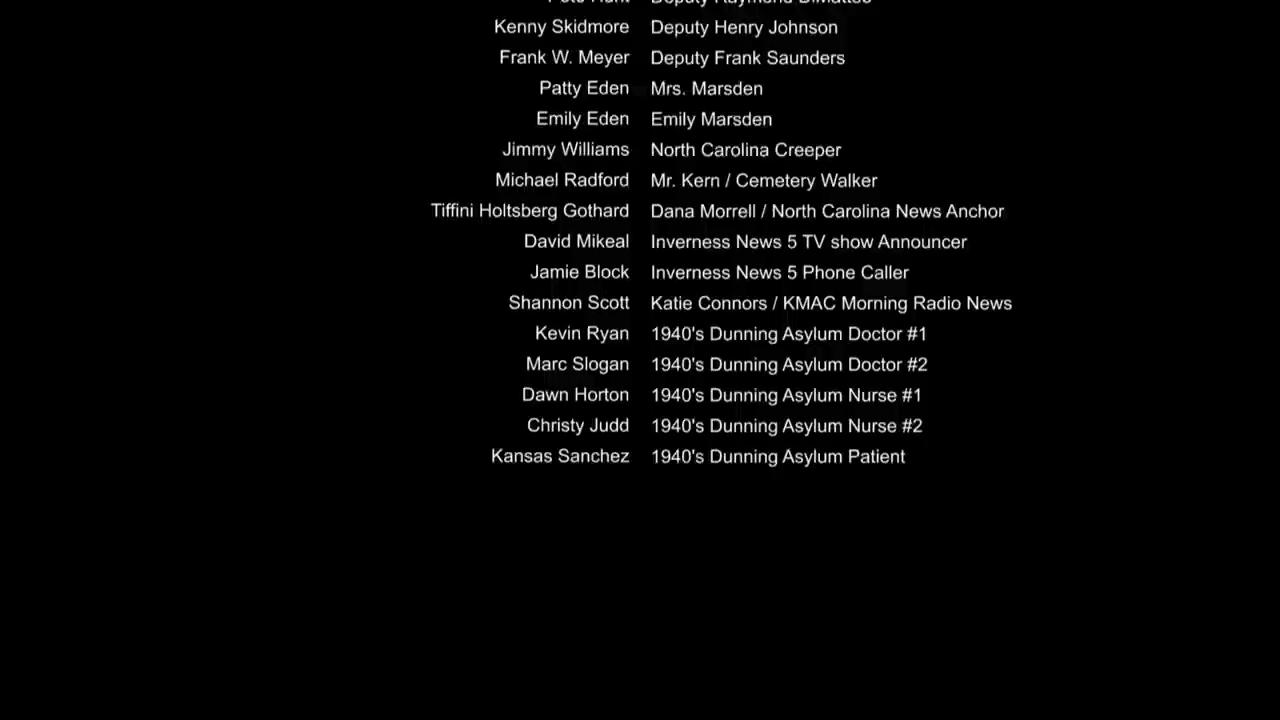 Kenny Skidmore Deputy Henry Johnson
Frank W. Meyer Deputy Frank Saunders
Patty Eden Mrs. Marsden
Emily Eden Emily Marsden
Jimmy Williams North Carolina Creeper
Michael Radford Mr. Kern / Cemetery Walker
Tiffini Holtsberg Gothard Dana Morrell / North Carolina News Anchor
David Mikeal Inverness News 5 TV show Announcer
Jamie Block Inverness News 5 Phone Caller
Shannon Scott Katie Connors / KMAC Morning Radio News
Kevin Ryan 1940's Dunning Asylum Doctor #1
Marc Slogan 1940's Dunning Asylum Doctor #2
Dawn Horton 1940's Dunning Asylum Nurse #1
Christy Judd 1940's Dunning Asylum Nurse #2
Kansas Sanchez 1940's Dunning Asylum Patient